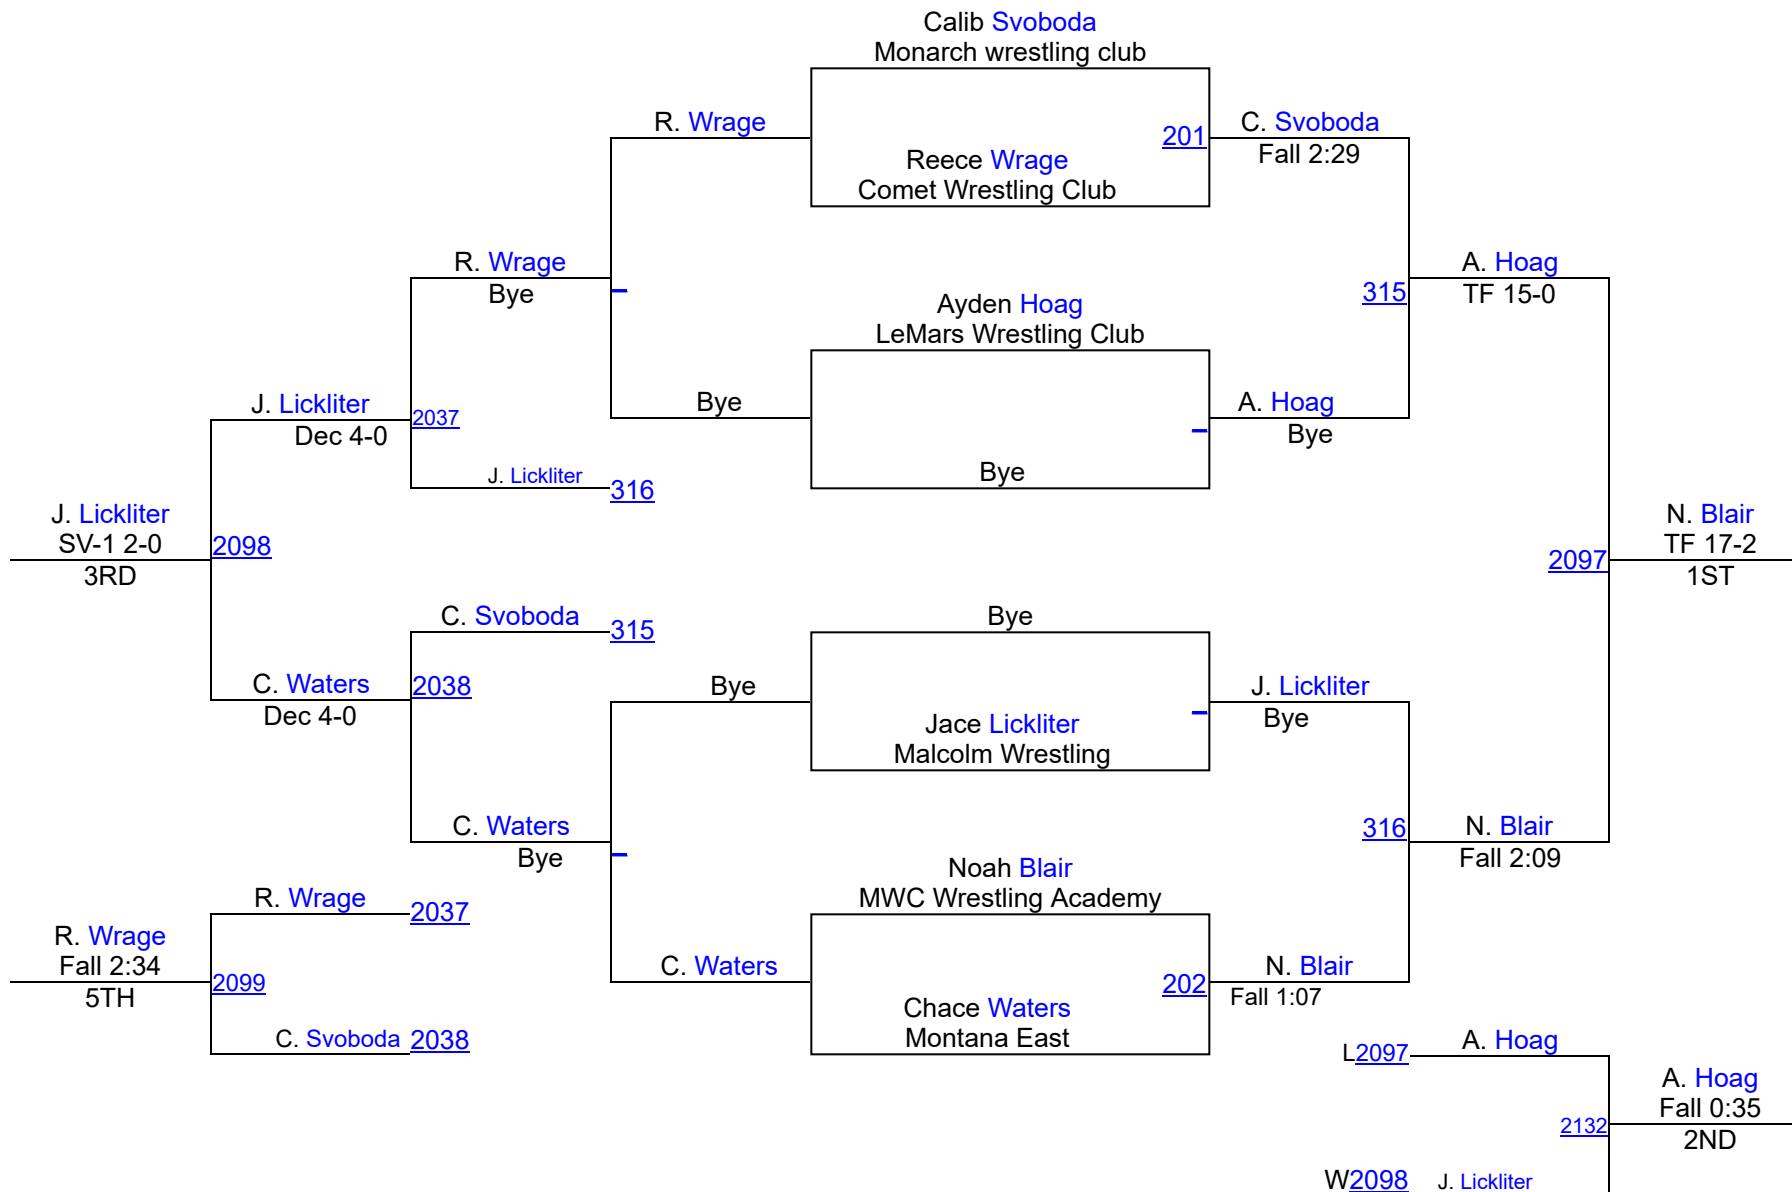 Calib Svoboda
Monarch wrestling club
R. Wrage
201
C. Svoboda
Fall 2:29
Reece Wrage
Comet Wrestling Club
R. Wrage
Bye
A. Hoag
TF 15-0
315
Ayden Hoag
LeMars Wrestling Club
J. Lickliter
Dec 4-0
2037
Bye
A. Hoag
Bye
Bye
J. Lickliter 316
J. Lickliter
SV-1 2-0
3RD
2098
N. Blair
TF 17-2
1ST
2097
C. Svoboda 315
Bye
C. Waters
Dec 4-0
2038
Bye
J. Lickliter
Bye
Jace Lickliter
Malcolm Wrestling
C. Waters
Bye
316
N. Blair
Fall 2:09
Noah Blair
MWC Wrestling Academy
R. Wrage 2037
R. Wrage
Fall 2:34
5TH
2099
C. Waters
202
N. Blair
Fall 1:07
Chace Waters
Montana East
C. Svoboda 2038
L2097 A. Hoag
A. Hoag
Fall 0:35
2ND
2132
W2098 J. Lickliter